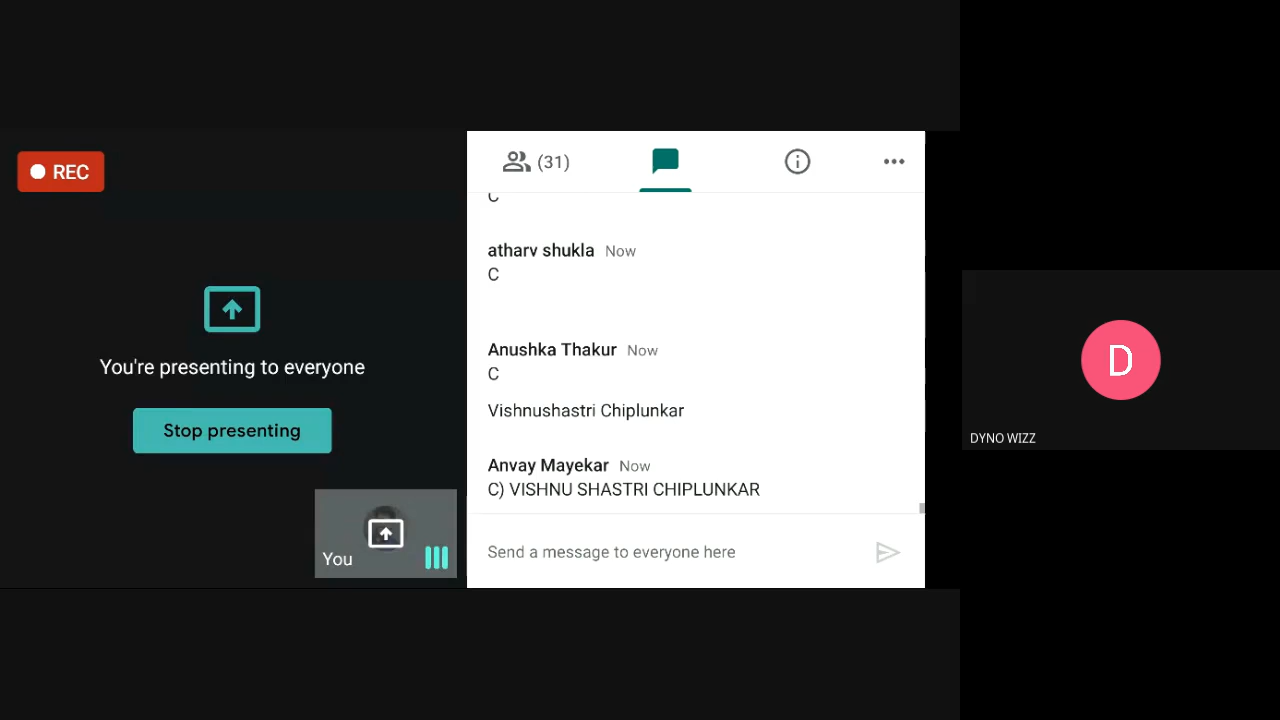 REC
You're presenting to everyone
Stop presenting
You
(31)
C
atharv shukla Now
C
Anushka Thakur Now
C
Vishnushastri Chiplunkar
Anvay Mayekar Now
C) VISHNU SHASTRI CHIPLUNKAR
Send a message to everyone here
D
DYNO WIZZ